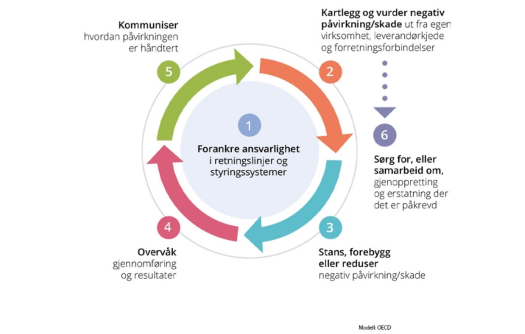 1
Forankre ansvarlighet
i retningslinjer og
styringssystemer
2
Kartlegg og vurder negativ
påvirkning/skade ut fra egen
virksomhet, leverandørkjede
og forretningsforbindelser
3
Stans, forebygg
eller reduser
negativ påvirkning/skade
4
Overvåk
gjennomføring
og resultater
5
Kommuniser
hvordan påvirkningen
er håndtert
6
Sørg for, eller
samarbeid om,
gjenoppretting
og erstatning der
det er påkrevd
Modell: OECD